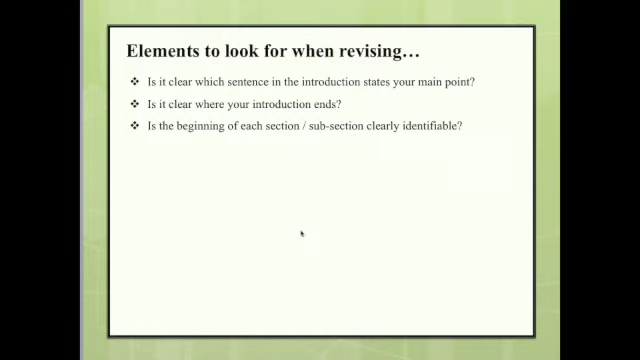 Elements to look for when revising…
❖ Is it clear which sentence in the introduction states your main point?
❖ Is it clear where your introduction ends?
❖ Is the beginning of each section / sub-section clearly identifiable?